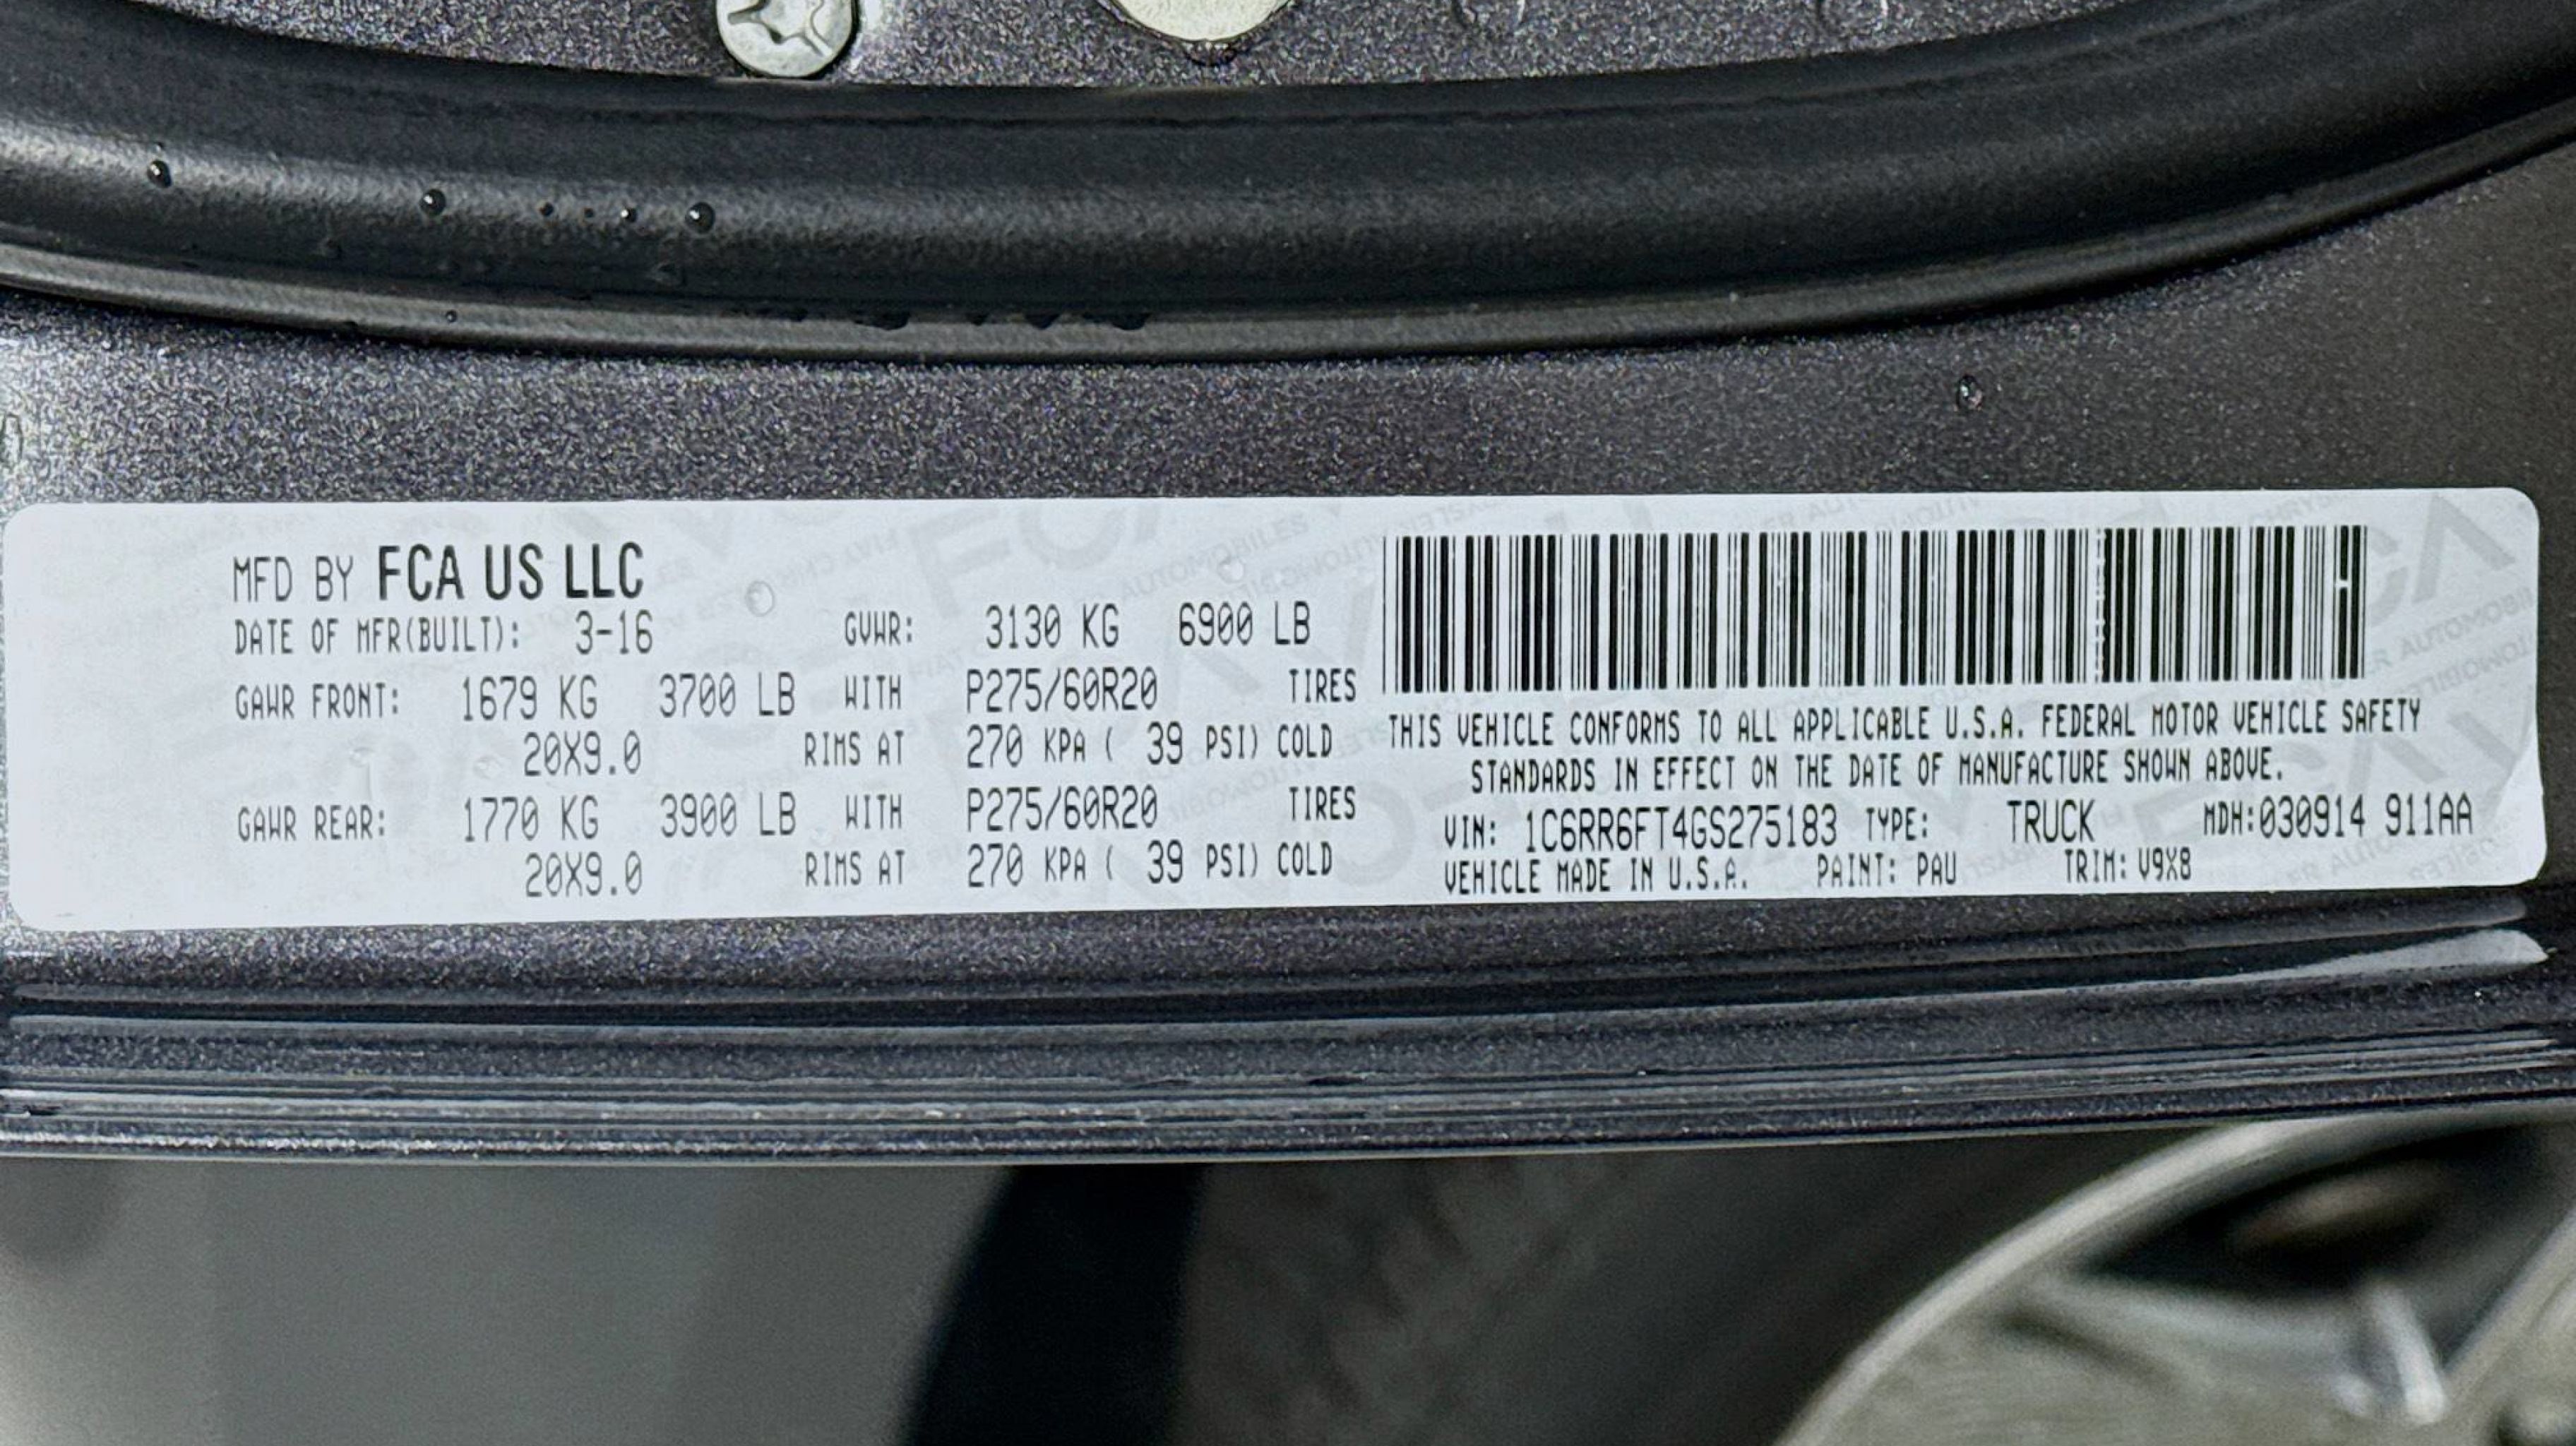 MFD BY FCA US LLC
DATE OF MFR(BUILT): 3-16 GVWR: 3130 KG 6900 LB
GAWR FRONT: 1679 KG 3700 LB WITH P275/60R20 TIRES
20X9.0 RIMS AT 270 KPA ( 39 PSI) COLD
GAWR REAR: 1770 KG 3900 LB WITH P275/60R20 TIRES
20X9.0 RIMS AT 270 KPA ( 39 PSI) COLD
THIS VEHICLE CONFORMS TO ALL APPLICABLE U.S.A. FEDERAL MOTOR VEHICLE SAFETY
STANDARDS IN EFFECT ON THE DATE OF MANUFACTURE SHOWN ABOVE.
VIN: 1C6RR6FT4GS275183 TYPE: TRUCK MDH:030914 911AA
VEHICLE MADE IN U.S.A. PAINT: PAU TRIM: V9X8